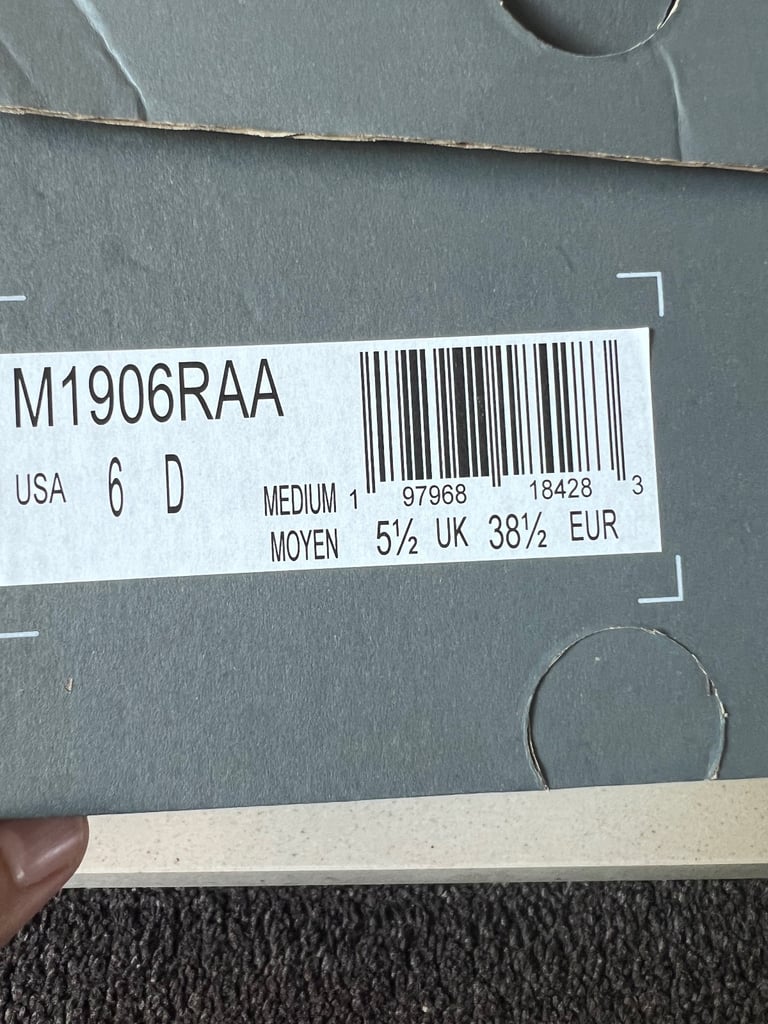 M1906RAA
USA 6 D
MEDIUM
MOYEN
1 97968 18428 3
5½ UK 38½ EUR